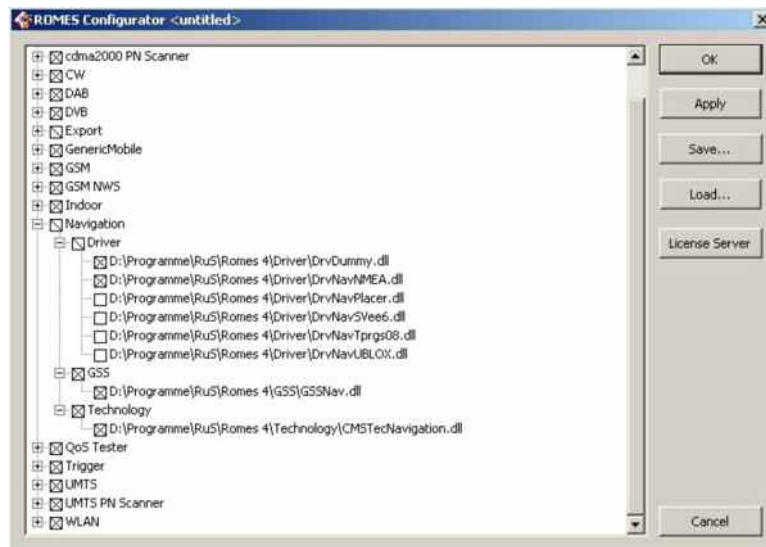 ROMES Configurator <untitled>
cdma2000 PN Scanner
CW
DAB
DVB
Export
GenericMobile
GSM
GSM NWS
Indoor
Navigation
Driver
D:\Programme\RuS\Romes 4\Driver\DrvDummy.dll
D:\Programme\RuS\Romes 4\Driver\DrvNavNMEA.dll
D:\Programme\RuS\Romes 4\Driver\DrvNavPlacer.dll
D:\Programme\RuS\Romes 4\Driver\DrvNavSVee6.dll
D:\Programme\RuS\Romes 4\Driver\DrvNavTprgs08.dll
D:\Programme\RuS\Romes 4\Driver\DrvNavUBLOX.dll
GSS
D:\Programme\RuS\Romes 4\GSS\GSSNav.dll
Technology
D:\Programme\RuS\Romes 4\Technology\CMSTecNavigation.dll
QoS Tester
Trigger
UMTS
UMTS PN Scanner
WLAN
OK
Apply
Save...
Load...
License Server
Cancel